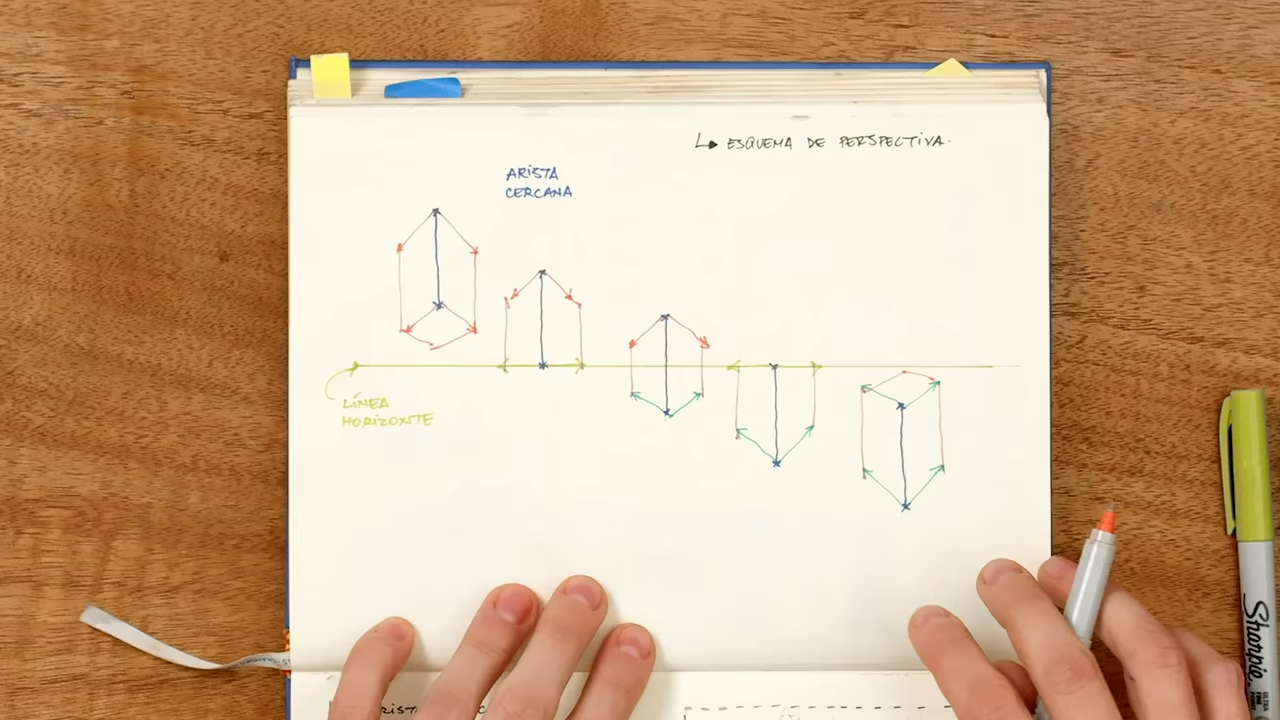 ↳ ESQUEMA DE PERSPECTIVA.
ARISTA
CERCANA
LÍNEA
HORIZONTE
Sharpie